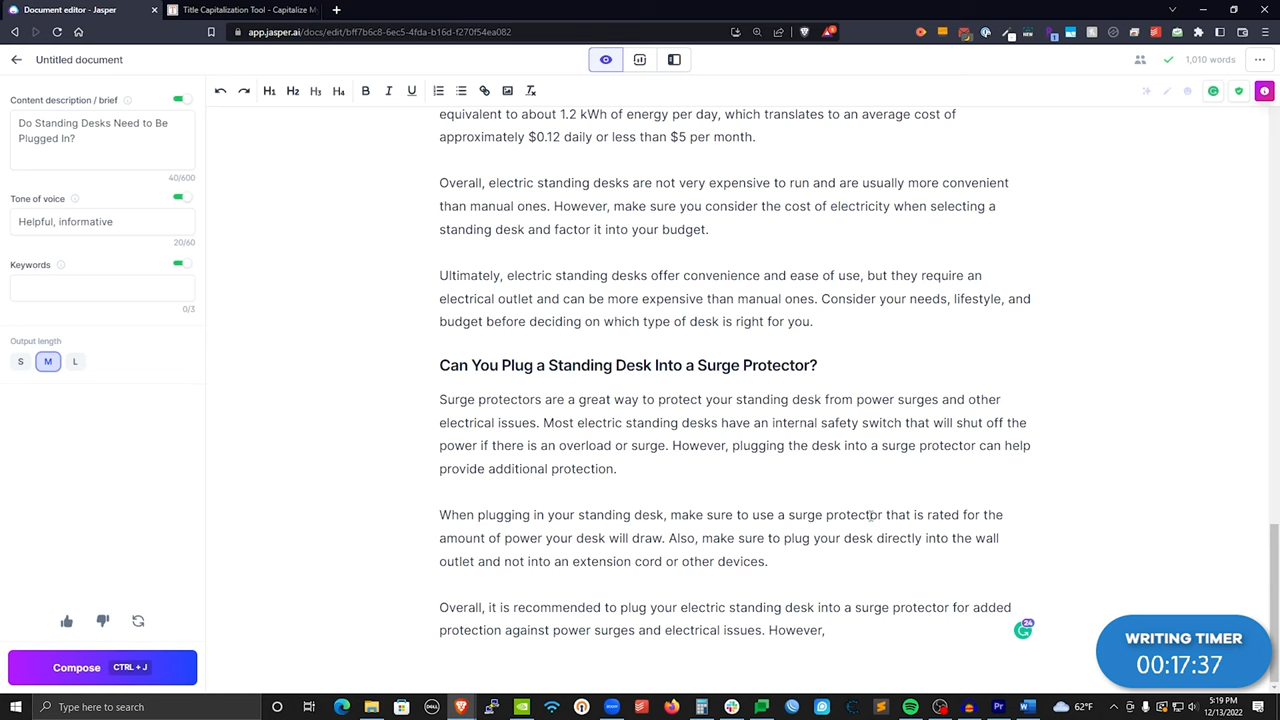 Document editor - Jasper
Title Capitalization Tool - Capitalize M
app.jasper.ai/docs/edit/bff7b6c8-6ec5-4fda-b16d-f270f54ea082
Untitled document
1,010 words
H1 H2 H3 H4 B I U
Content description / brief
Do Standing Desks Need to Be
Plugged In?
40/600
Tone of voice
Helpful, informative
20/60
Keywords
0/3
Output length
S M L
Compose CTRL + J
equivalent to about 1.2 kWh of energy per day, which translates to an average cost of
approximately $0.12 daily or less than $5 per month.
Overall, electric standing desks are not very expensive to run and are usually more convenient
than manual ones. However, make sure you consider the cost of electricity when selecting a
standing desk and factor it into your budget.
Ultimately, electric standing desks offer convenience and ease of use, but they require an
electrical outlet and can be more expensive than manual ones. Consider your needs, lifestyle, and
budget before deciding on which type of desk is right for you.
Can You Plug a Standing Desk Into a Surge Protector?
Surge protectors are a great way to protect your standing desk from power surges and other
electrical issues. Most electric standing desks have an internal safety switch that will shut off the
power if there is an overload or surge. However, plugging the desk into a surge protector can help
provide additional protection.
When plugging in your standing desk, make sure to use a surge protector that is rated for the
amount of power your desk will draw. Also, make sure to plug your desk directly into the wall
outlet and not into an extension cord or other devices.
Overall, it is recommended to plug your electric standing desk into a surge protector for added
protection against power surges and electrical issues. However,
24
WRITING TIMER
00:17:37
Type here to search
62°F
5:19 PM
12/13/2022